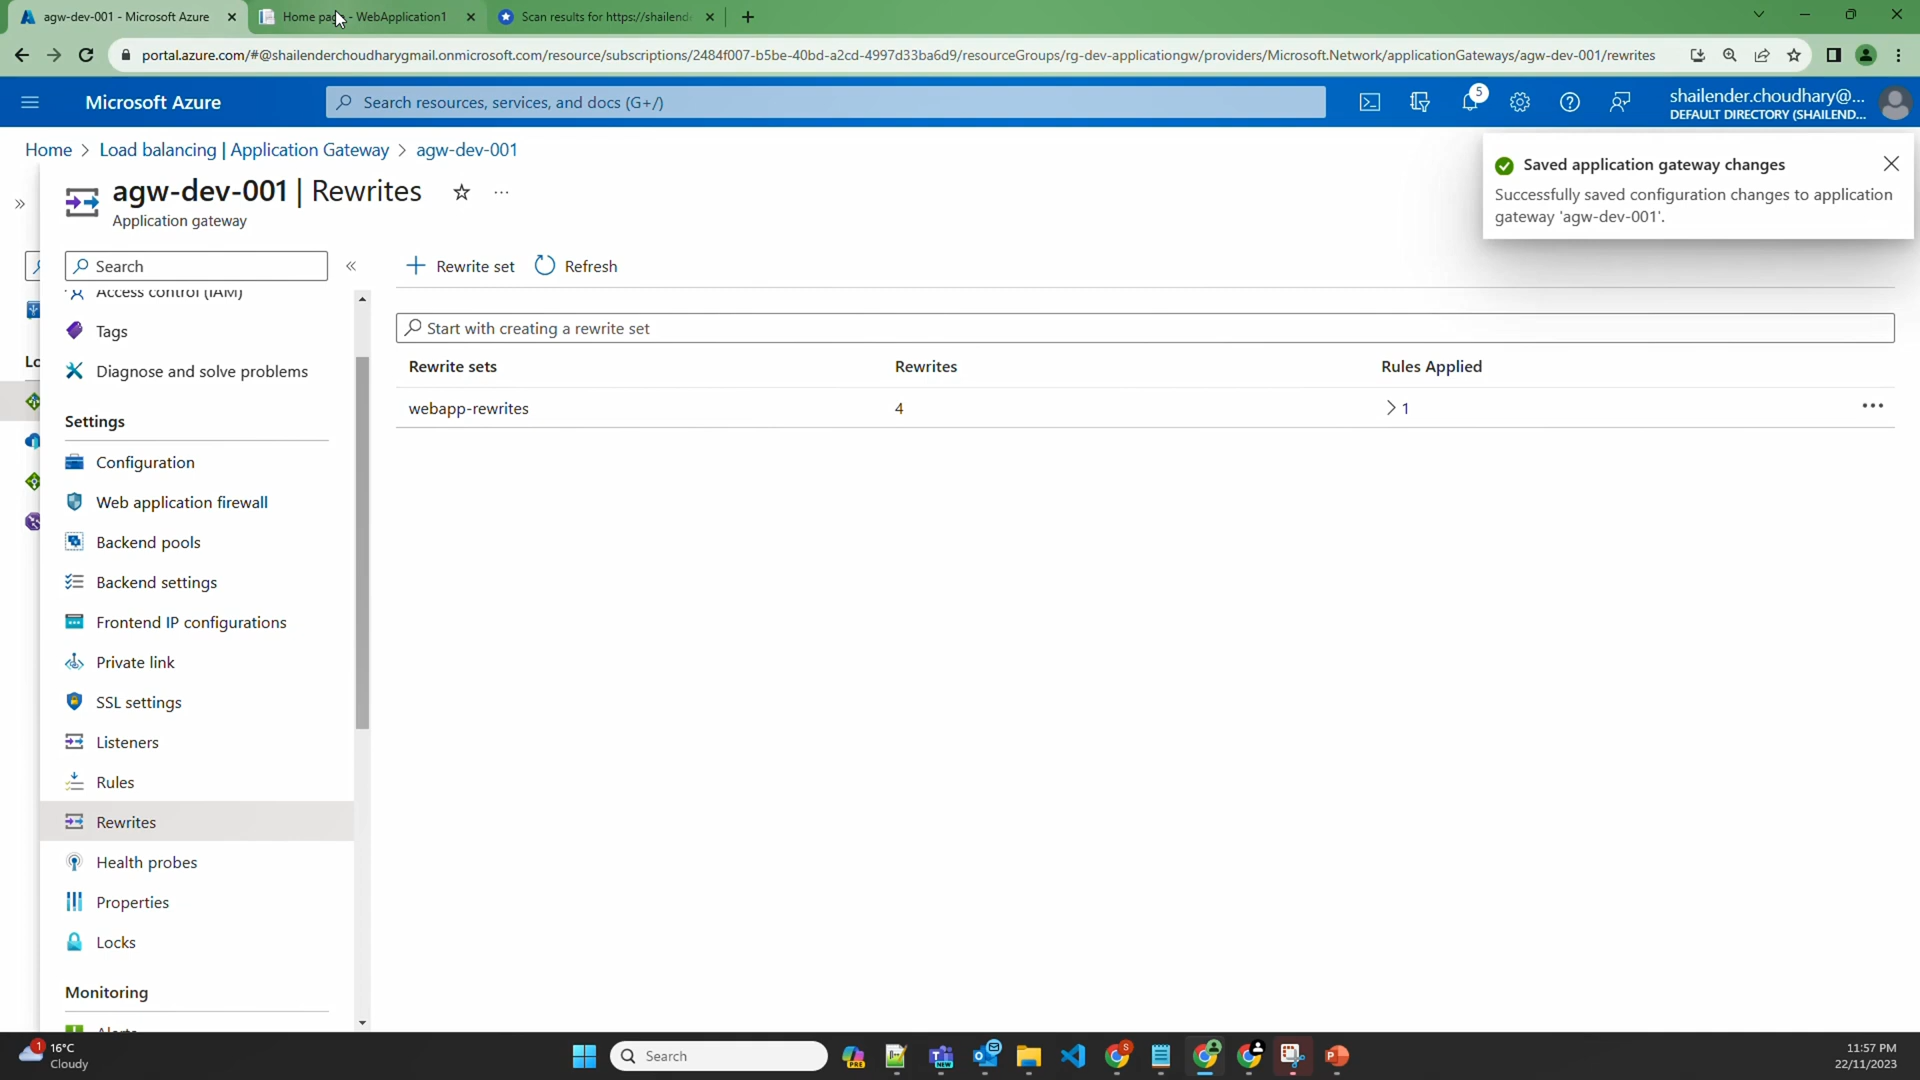 agw-dev-001 - Microsoft Azure
Home pa - WebApplication1
Scan results for https://shailend
portal.azure.com/#@shailenderchoudharygmail.onmicrosoft.com/resource/subscriptions/2484f007-b5be-40bd-a2cd-4997d33ba6d9/resourceGroups/rg-dev-applicationgw/providers/Microsoft.Network/applicationGateways/agw-dev-001/rewrites
Microsoft Azure
Search resources, services, and docs (G+/)
5
shailender.choudhary@...
DEFAULT DIRECTORY (SHAILEND...
Home > Load balancing | Application Gateway > agw-dev-001
Saved application gateway changes
Successfully saved configuration changes to application
gateway 'agw-dev-001'.
agw-dev-001 | Rewrites
Application gateway
Search
Rewrite set
Refresh
Access control (IAM)
Tags
Diagnose and solve problems
Lo
Settings
Configuration
Web application firewall
Backend pools
Backend settings
Frontend IP configurations
Private link
SSL settings
Listeners
Rules
Rewrites
Health probes
Properties
Locks
Monitoring
Alerts
Start with creating a rewrite set
Rewrite sets Rewrites Rules Applied
webapp-rewrites 4 1
1
16°C
Cloudy
Search
PRE
NEW
S
11:57 PM
22/11/2023